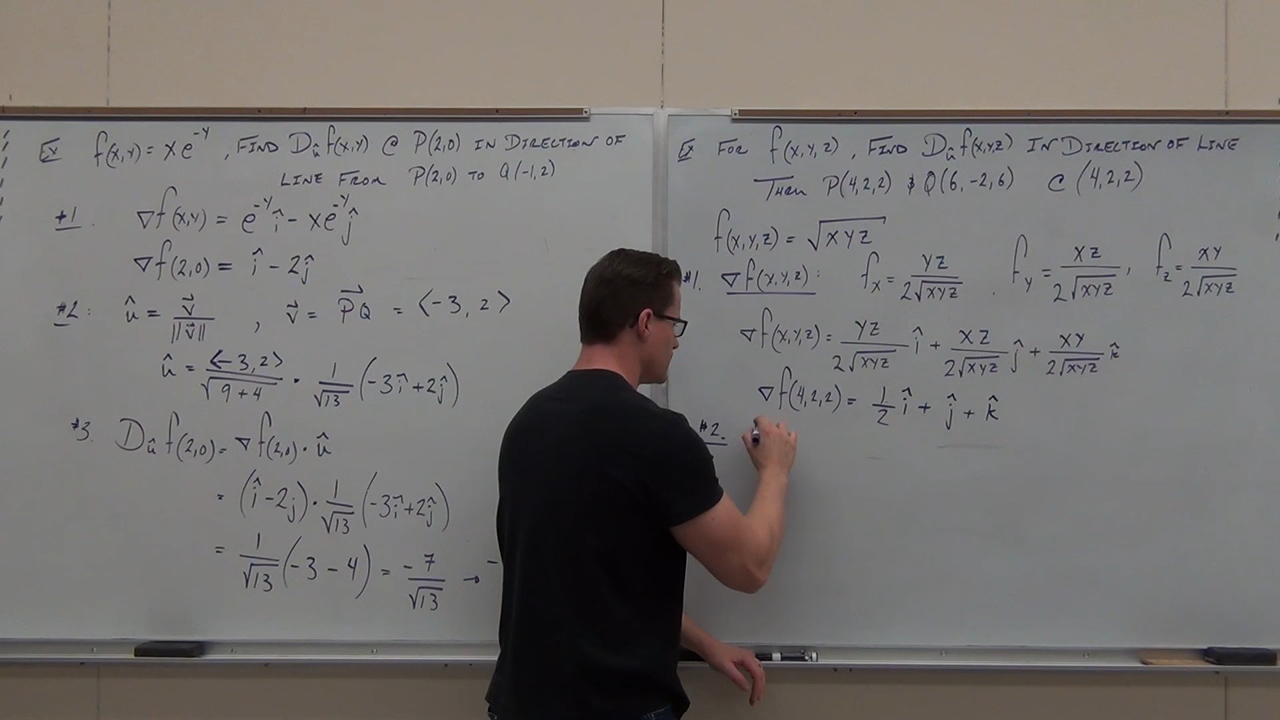 Ex f(x,y) = xe^{-y}, FIND D_û f(x,y) @ P(2,0) IN DIRECTION OF
LINE FROM P(2,0) TO Q(-1,2)
#1. ∇f(x,y) = e^{-y} î - xe^{-y} ĵ
∇f(2,0) = î - 2ĵ
#2: û = v⃗/||v⃗|| , v⃗ = PQ⃗ = <-3, 2>
û = <-3, 2>/√(9+4) · 1/√13 (-3î + 2ĵ)
#3. D_û f(2,0) = ∇f(2,0) · û
= (î - 2j) · 1/√13 (-3î + 2ĵ)
= 1/√13 (-3 - 4) = -7/√13 → -
Ex FOR f(x,y,z), FIND D_û f(x,y,z) IN DIRECTION OF LINE
THRU P(4,2,2) & Q(6,-2,6) @ (4,2,2)
f(x,y,z) = √(xyz)
#1. ∇f(x,y,z): f_x = yz/(2√(xyz)) . f_y = xz/(2√(xyz)), f_z = xy/(2√(xyz))
∇f(x,y,z) = yz/(2√(xyz)) î + xz/(2√(xyz)) ĵ + xy/(2√(xyz)) k̂
∇f(4,2,2) = 1/2 î + ĵ + k̂
#2.